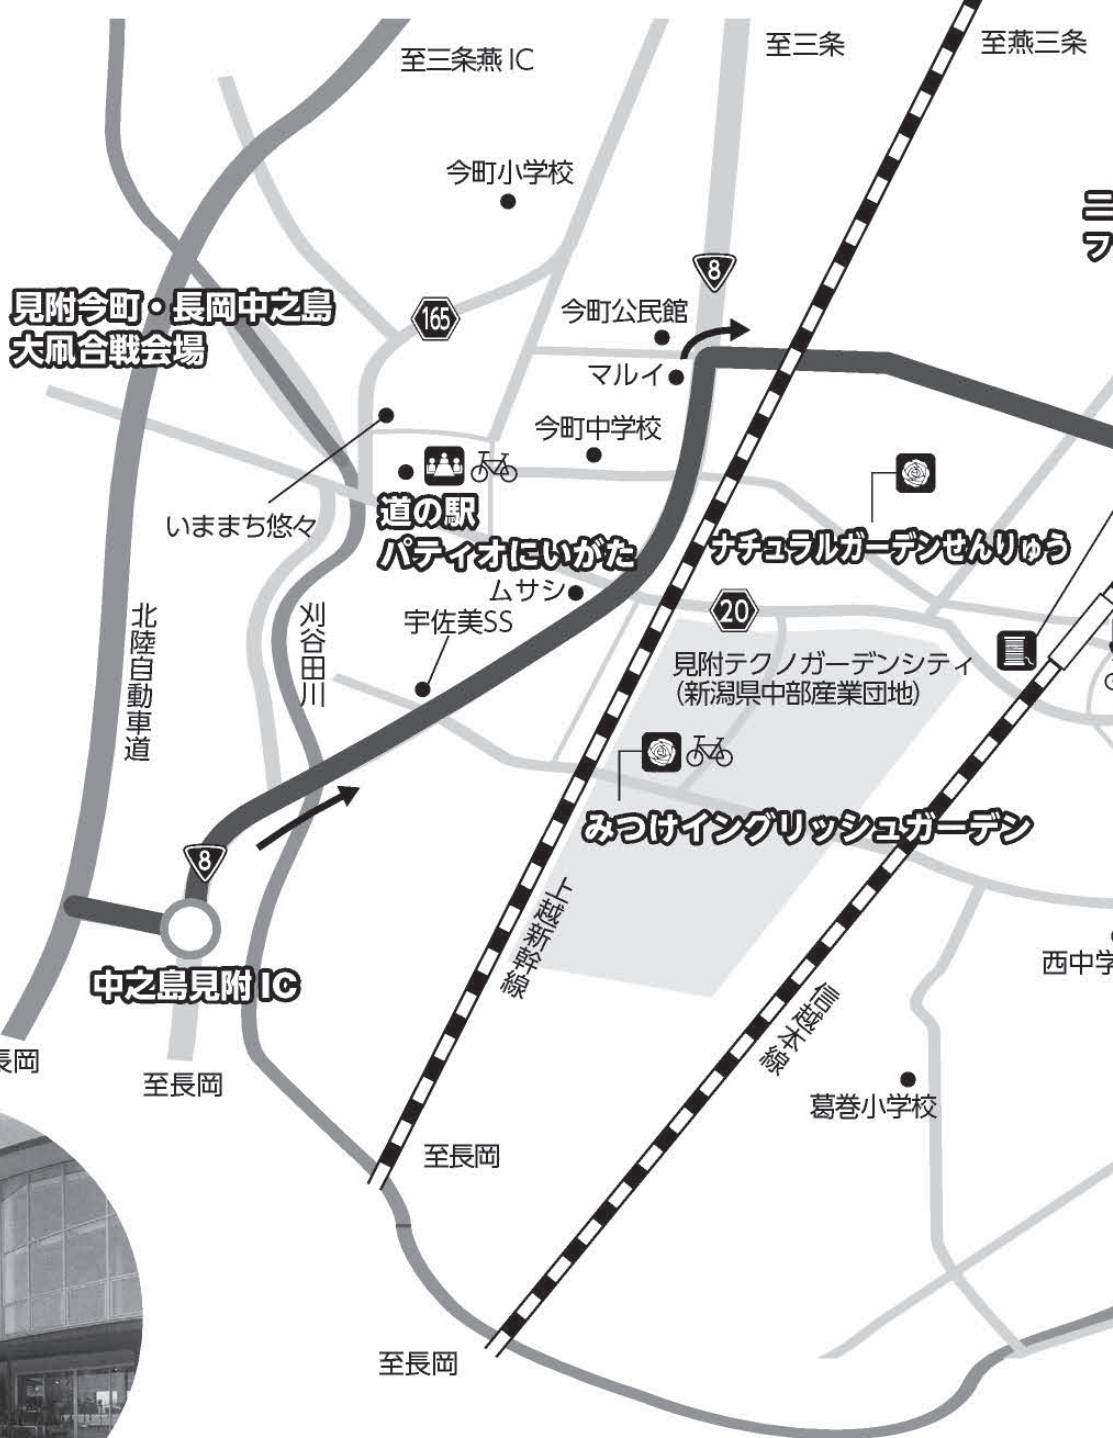 至三条燕IC
至三条
至燕三条
今町小学校
8
見附今町・長岡中之島
大凧合戦会場
165
今町公民館
マルイ
今町中学校
いままち悠々
道の駅
パティオにいがた
ナチュラルガーデンせんりゅう
ムサシ
宇佐美SS
20
北陸自動車道
刈谷田川
見附テクノガーデンシティ
(新潟県中部産業団地)
みつけイングリッシュガーデン
8
上越新幹線
中之島見附IC
西中学
信越本線
長岡
至長岡
葛巻小学校
至長岡
至長岡